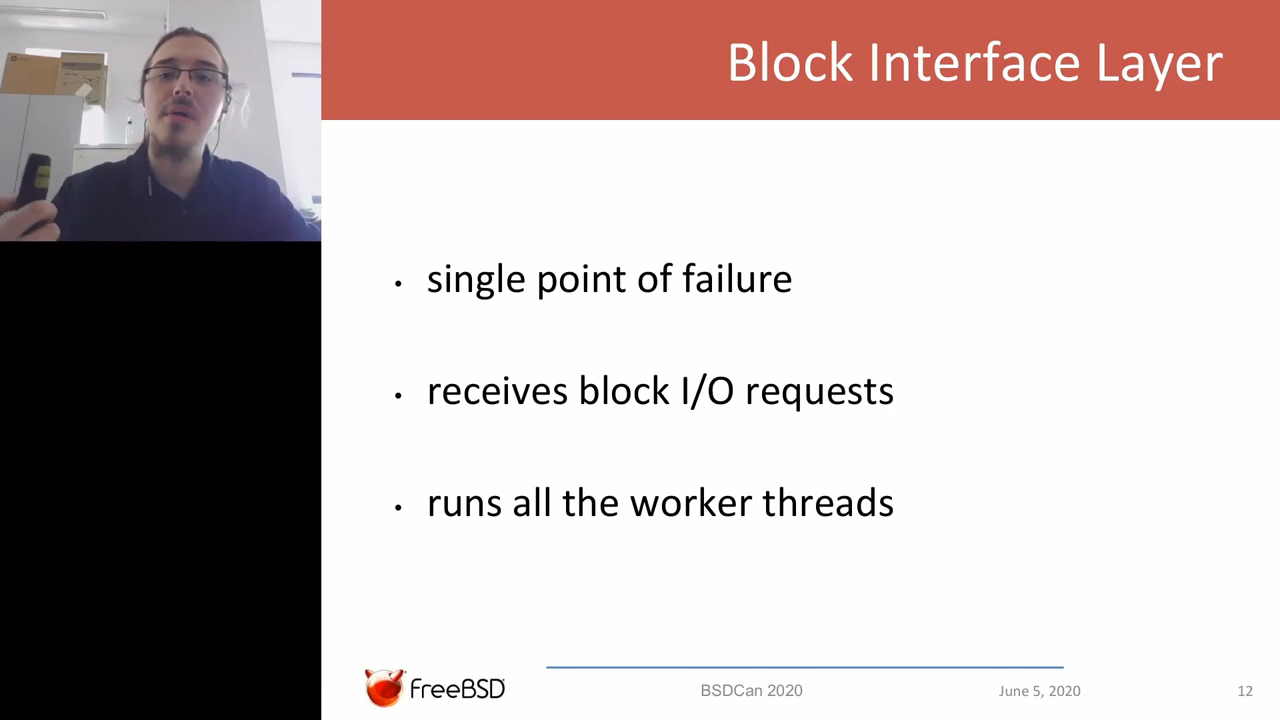 Block Interface Layer
• single point of failure
• receives block I/O requests
• runs all the worker threads
FreeBSD
BSDCan 2020
June 5, 2020
12